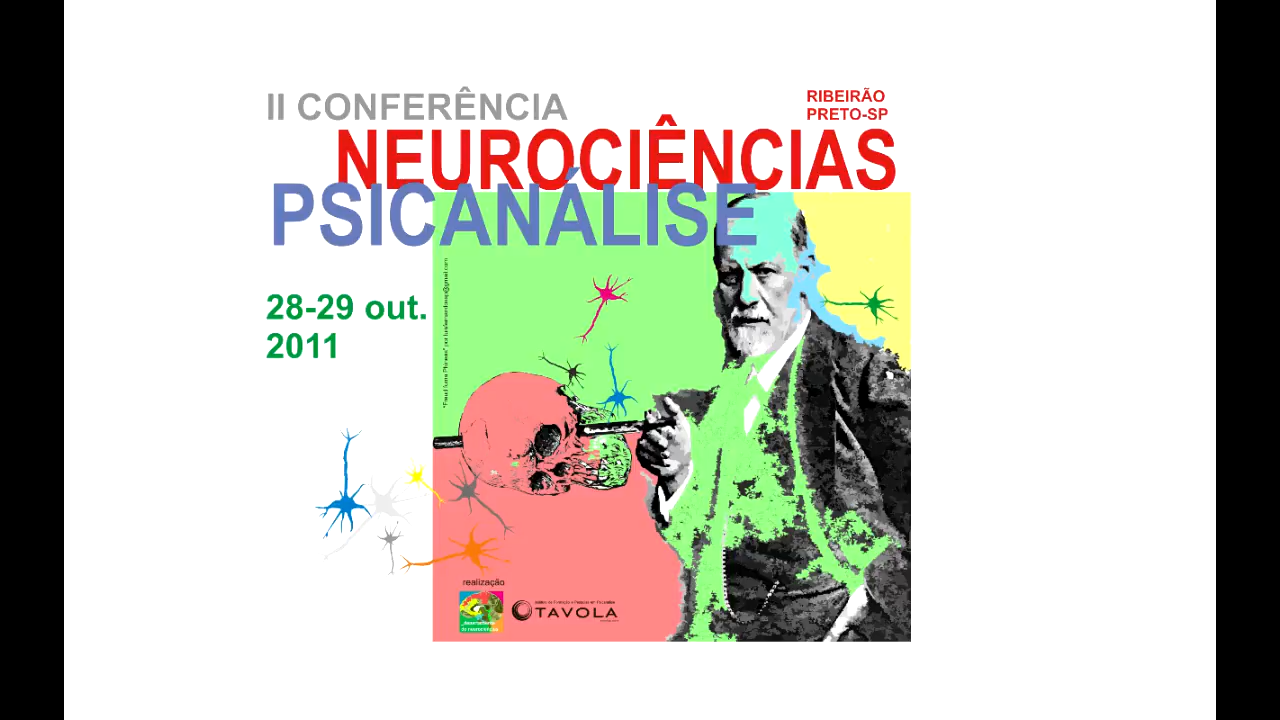 II CONFERÊNCIA
RIBEIRÃO
PRETO-SP
NEUROCIÊNCIAS
PSICANÁLISE
28-29 out.
2011
realização
TAVOLA